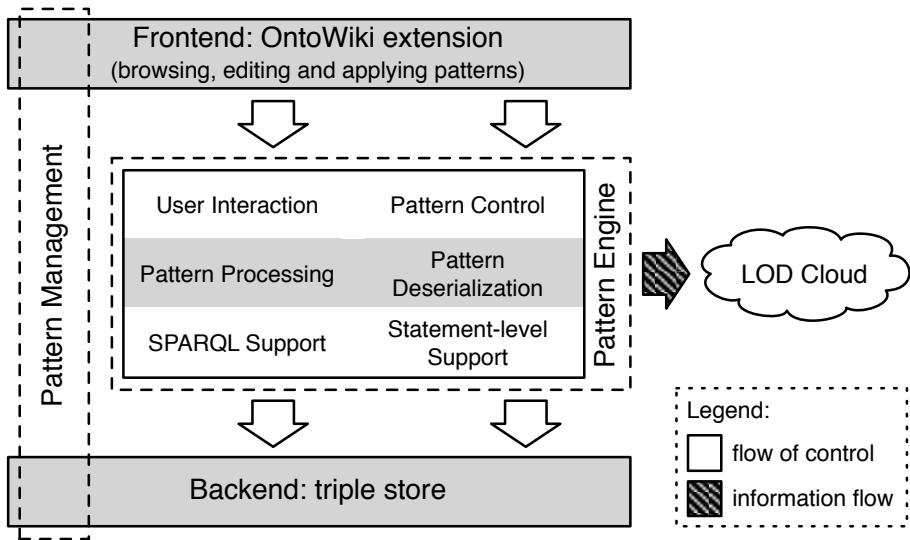 Frontend: OntoWiki extension
(browsing, editing and applying patterns)
Pattern Management
User Interaction
Pattern Control
Pattern Processing
Pattern
Deserialization
SPARQL Support
Statement-level
Support
Pattern Engine
LOD Cloud
Backend: triple store
Legend:
flow of control
information flow